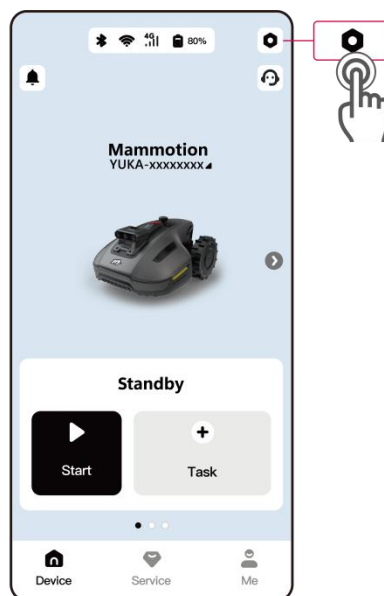 4G
80%
Mammotion
YUKA-xxxxxxxx
Standby
Start
Task
Device
Service
Me